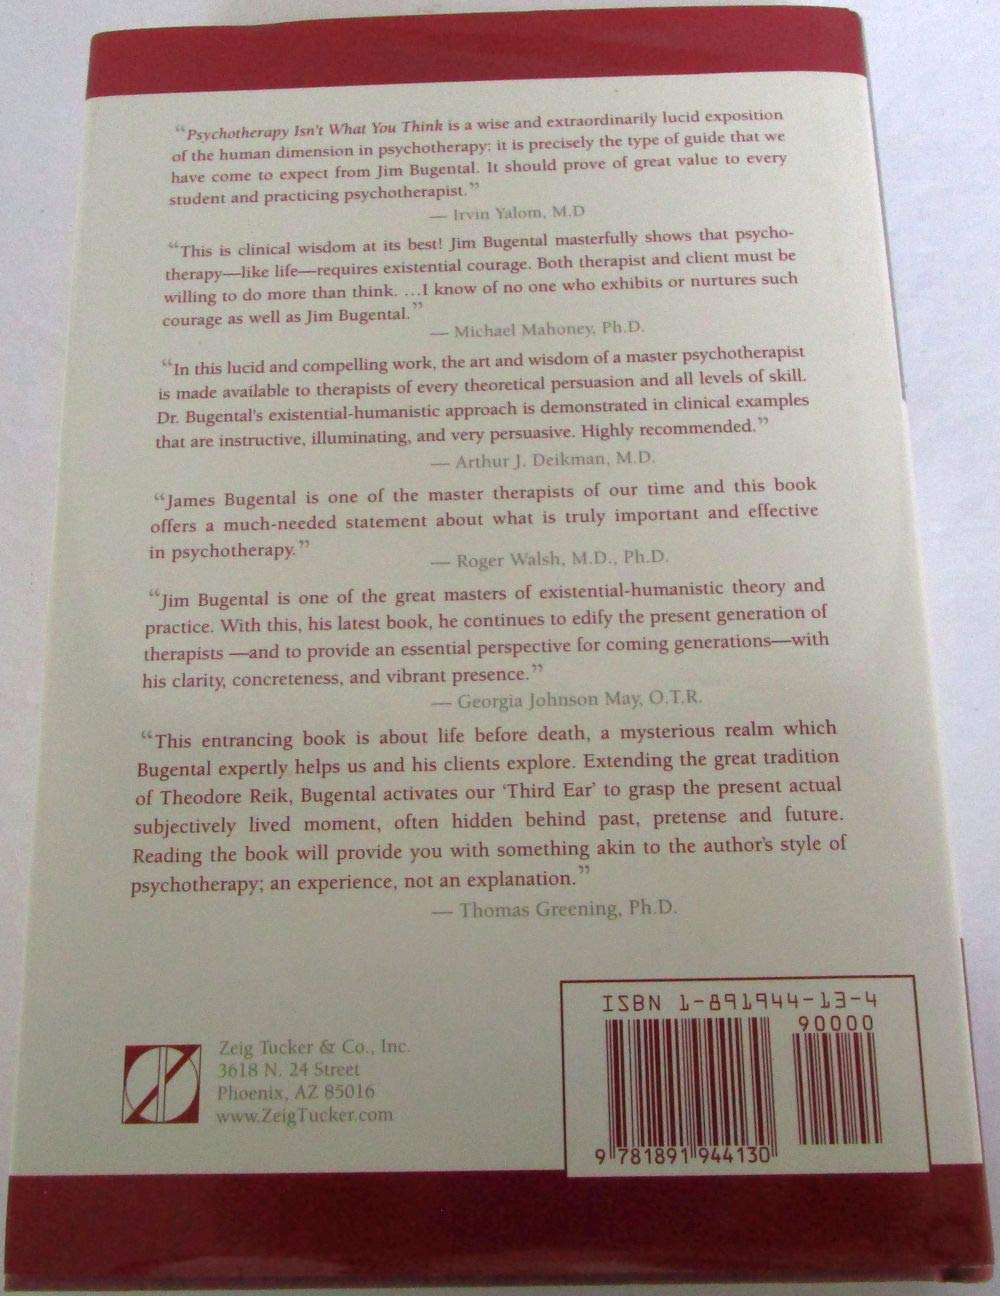 “Psychotherapy Isn't What You Think is a wise and extraordinarily lucid exposition
of the human dimension in psychotherapy: it is precisely the type of guide that we
have come to expect from Jim Bugental. It should prove of great value to every
student and practicing psychotherapist.”
— Irvin Yalom, M.D
“This is clinical wisdom at its best! Jim Bugental masterfully shows that psycho-
therapy—like life—requires existential courage. Both therapist and client must be
willing to do more than think. …I know of no one who exhibits or nurtures such
courage as well as Jim Bugental.”
— Michael Mahoney, Ph.D.
“In this lucid and compelling work, the art and wisdom of a master psychotherapist
is made available to therapists of every theoretical persuasion and all levels of skill.
Dr. Bugental's existential-humanistic approach is demonstrated in clinical examples
that are instructive, illuminating, and very persuasive. Highly recommended.”
— Arthur J. Deikman, M.D.
“James Bugental is one of the master therapists of our time and this book
offers a much-needed statement about what is truly important and effective
in psychotherapy.”
— Roger Walsh, M.D., Ph.D.
“Jim Bugental is one of the great masters of existential-humanistic theory and
practice. With this, his latest book, he continues to edify the present generation of
therapists —and to provide an essential perspective for coming generations—with
his clarity, concreteness, and vibrant presence.”
— Georgia Johnson May, O.T.R.
“This entrancing book is about life before death, a mysterious realm which
Bugental expertly helps us and his clients explore. Extending the great tradition
of Theodore Reik, Bugental activates our ‘Third Ear’ to grasp the present actual
subjectively lived moment, often hidden behind past, pretense and future.
Reading the book will provide you with something akin to the author's style of
psychotherapy; an experience, not an explanation.”
— Thomas Greening, Ph.D.
Zeig Tucker & Co., Inc.
3618 N. 24 Street
Phoenix, AZ 85016
www.ZeigTucker.com
ISBN 1-891944-13-4
90000
9 781891 944130